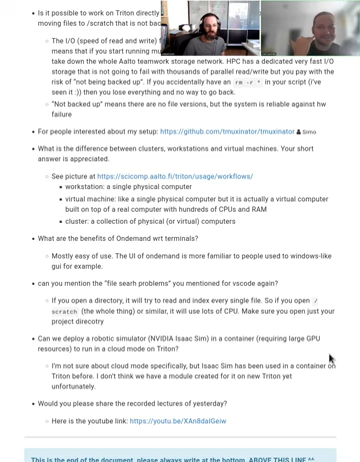 Is it possible to work on Triton directly
moving files to /scratch that is not bac
The I/O (speed of read and write) f
means that if you start running mu
take down the whole Aalto teamwork storage network. HPC has a dedicated very fast I/O
storage that is not going to fail with thousands of parallel read/write but you pay with the
risk of "not being backed up". If you accidentally have an rm -r * in your script (i've
seen it :)) then you lose everything and no way to go back.
"Not backed up" means there are no file versions, but the system is reliable against hw
failure
For people interested about my setup: https://github.com/tmuxinator/tmuxinator Simo
What is the difference between clusters, workstations and virtual machines. Your short
answer is appreciated.
See picture at https://scicomp.aalto.fi/triton/usage/workflows/
workstation: a single physical computer
virtual machine: like a single physical computer but it is actually a virtual computer
built on top of a real computer with hundreds of CPUs and RAM
cluster: a collection of physical (or virtual) computers
What are the benefits of Ondemand wrt terminals?
Mostly easy of use. The UI of ondemand is more familiar to people used to windows-like
gui for example.
can you mention the "file searh problems" you mentioned for vscode again?
If you open a directory, it will try to read and index every single file. So if you open /
scratch (the whole thing) or similar, it will use lots of CPU. Make sure you open just your
project direcotry
Can we deploy a robotic simulator (NVIDIA Isaac Sim) in a container (requiring large GPU
resources) to run in a cloud mode on Triton?
I'm not sure about cloud mode specifically, but Isaac Sim has been used in a container on
Triton before. I don't think we have a module created for it on new Triton yet
unfortunately.
Would you please share the recorded lectures of yesterday?
Here is the youtube link: https://youtu.be/XAn8daIGeiw
This is the end of the document, please always write at the bottom, ABOVE THIS LINE ^^